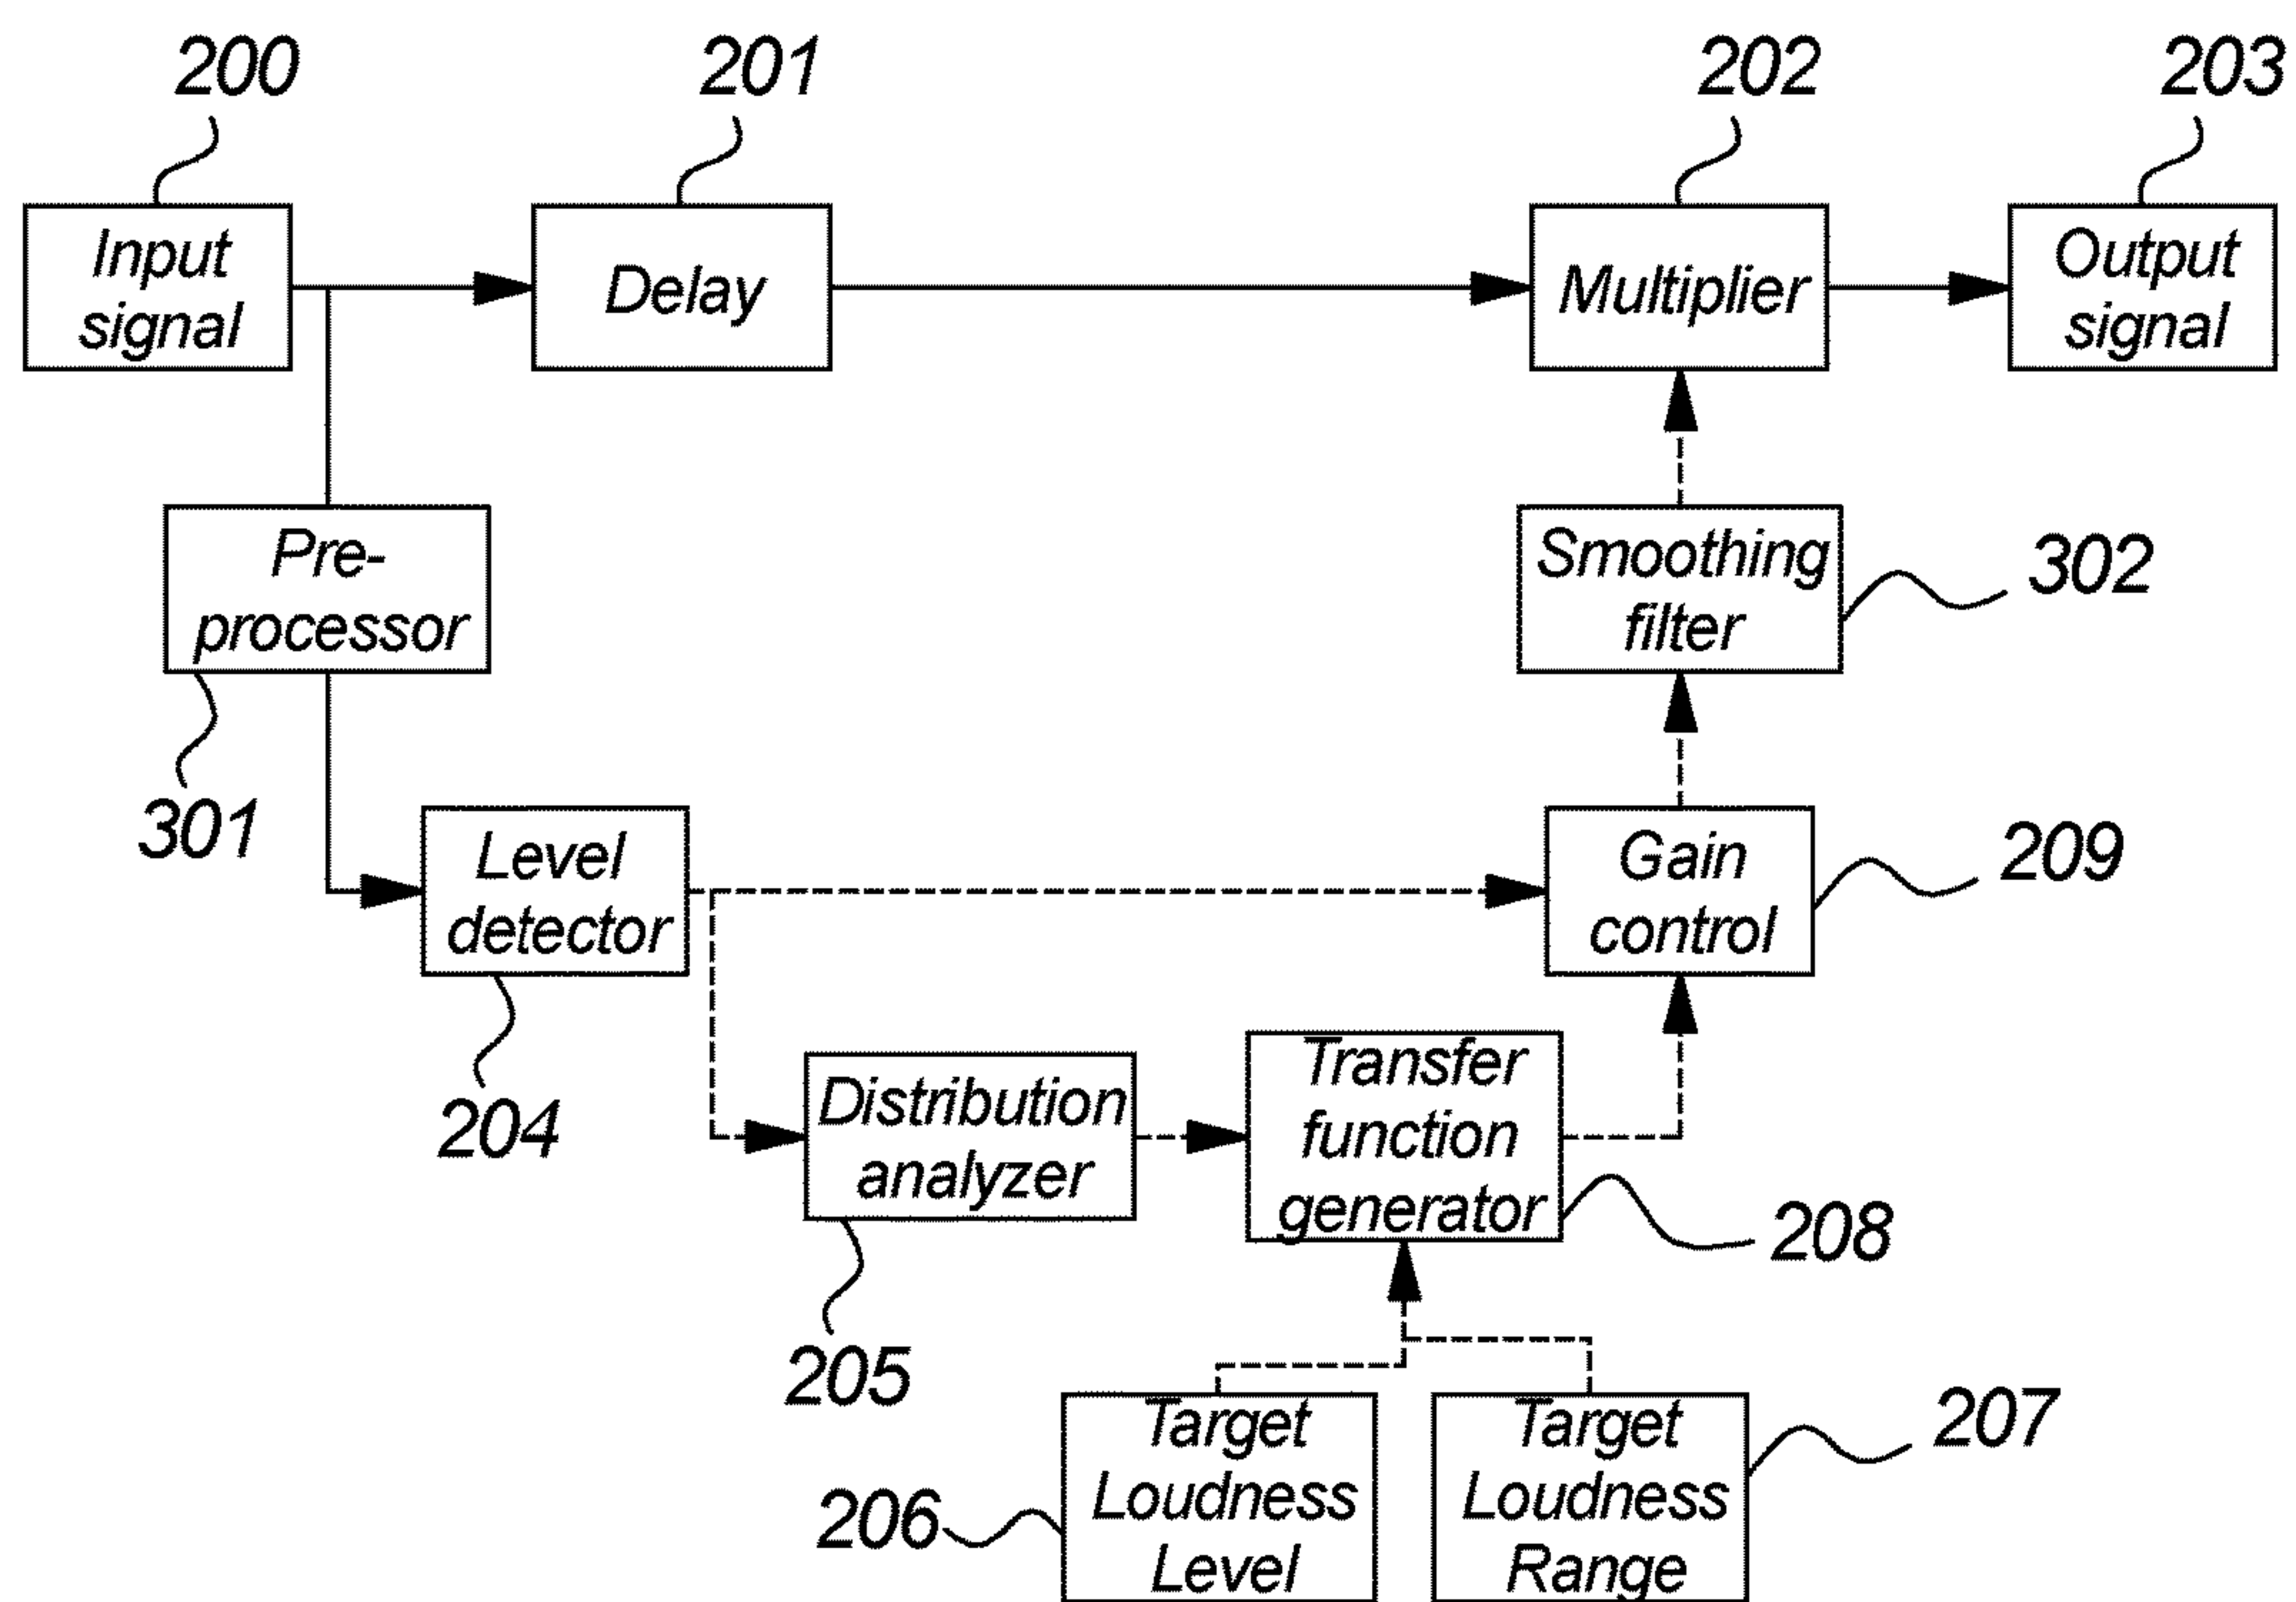 200
201
202
203
Input
signal
Delay
Multiplier
Output
signal
Pre-
processor
Smoothing
filter
302
301
Level
detector
Gain
control
209
204
Distribution
analyzer
Transfer
function
generator
208
205
206
Target
Loudness
Level
Target
Loudness
Range
207